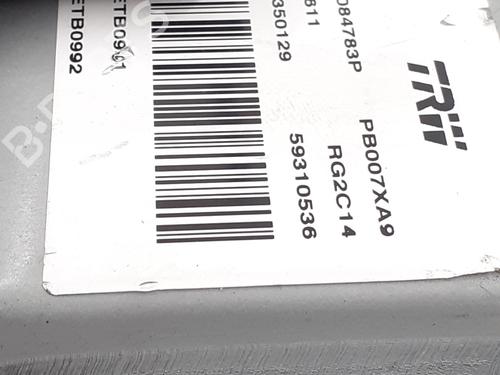 TRW
PB007XA9
RG2C14
59310536
084783P
811
350129
ETB0901
ETB0992